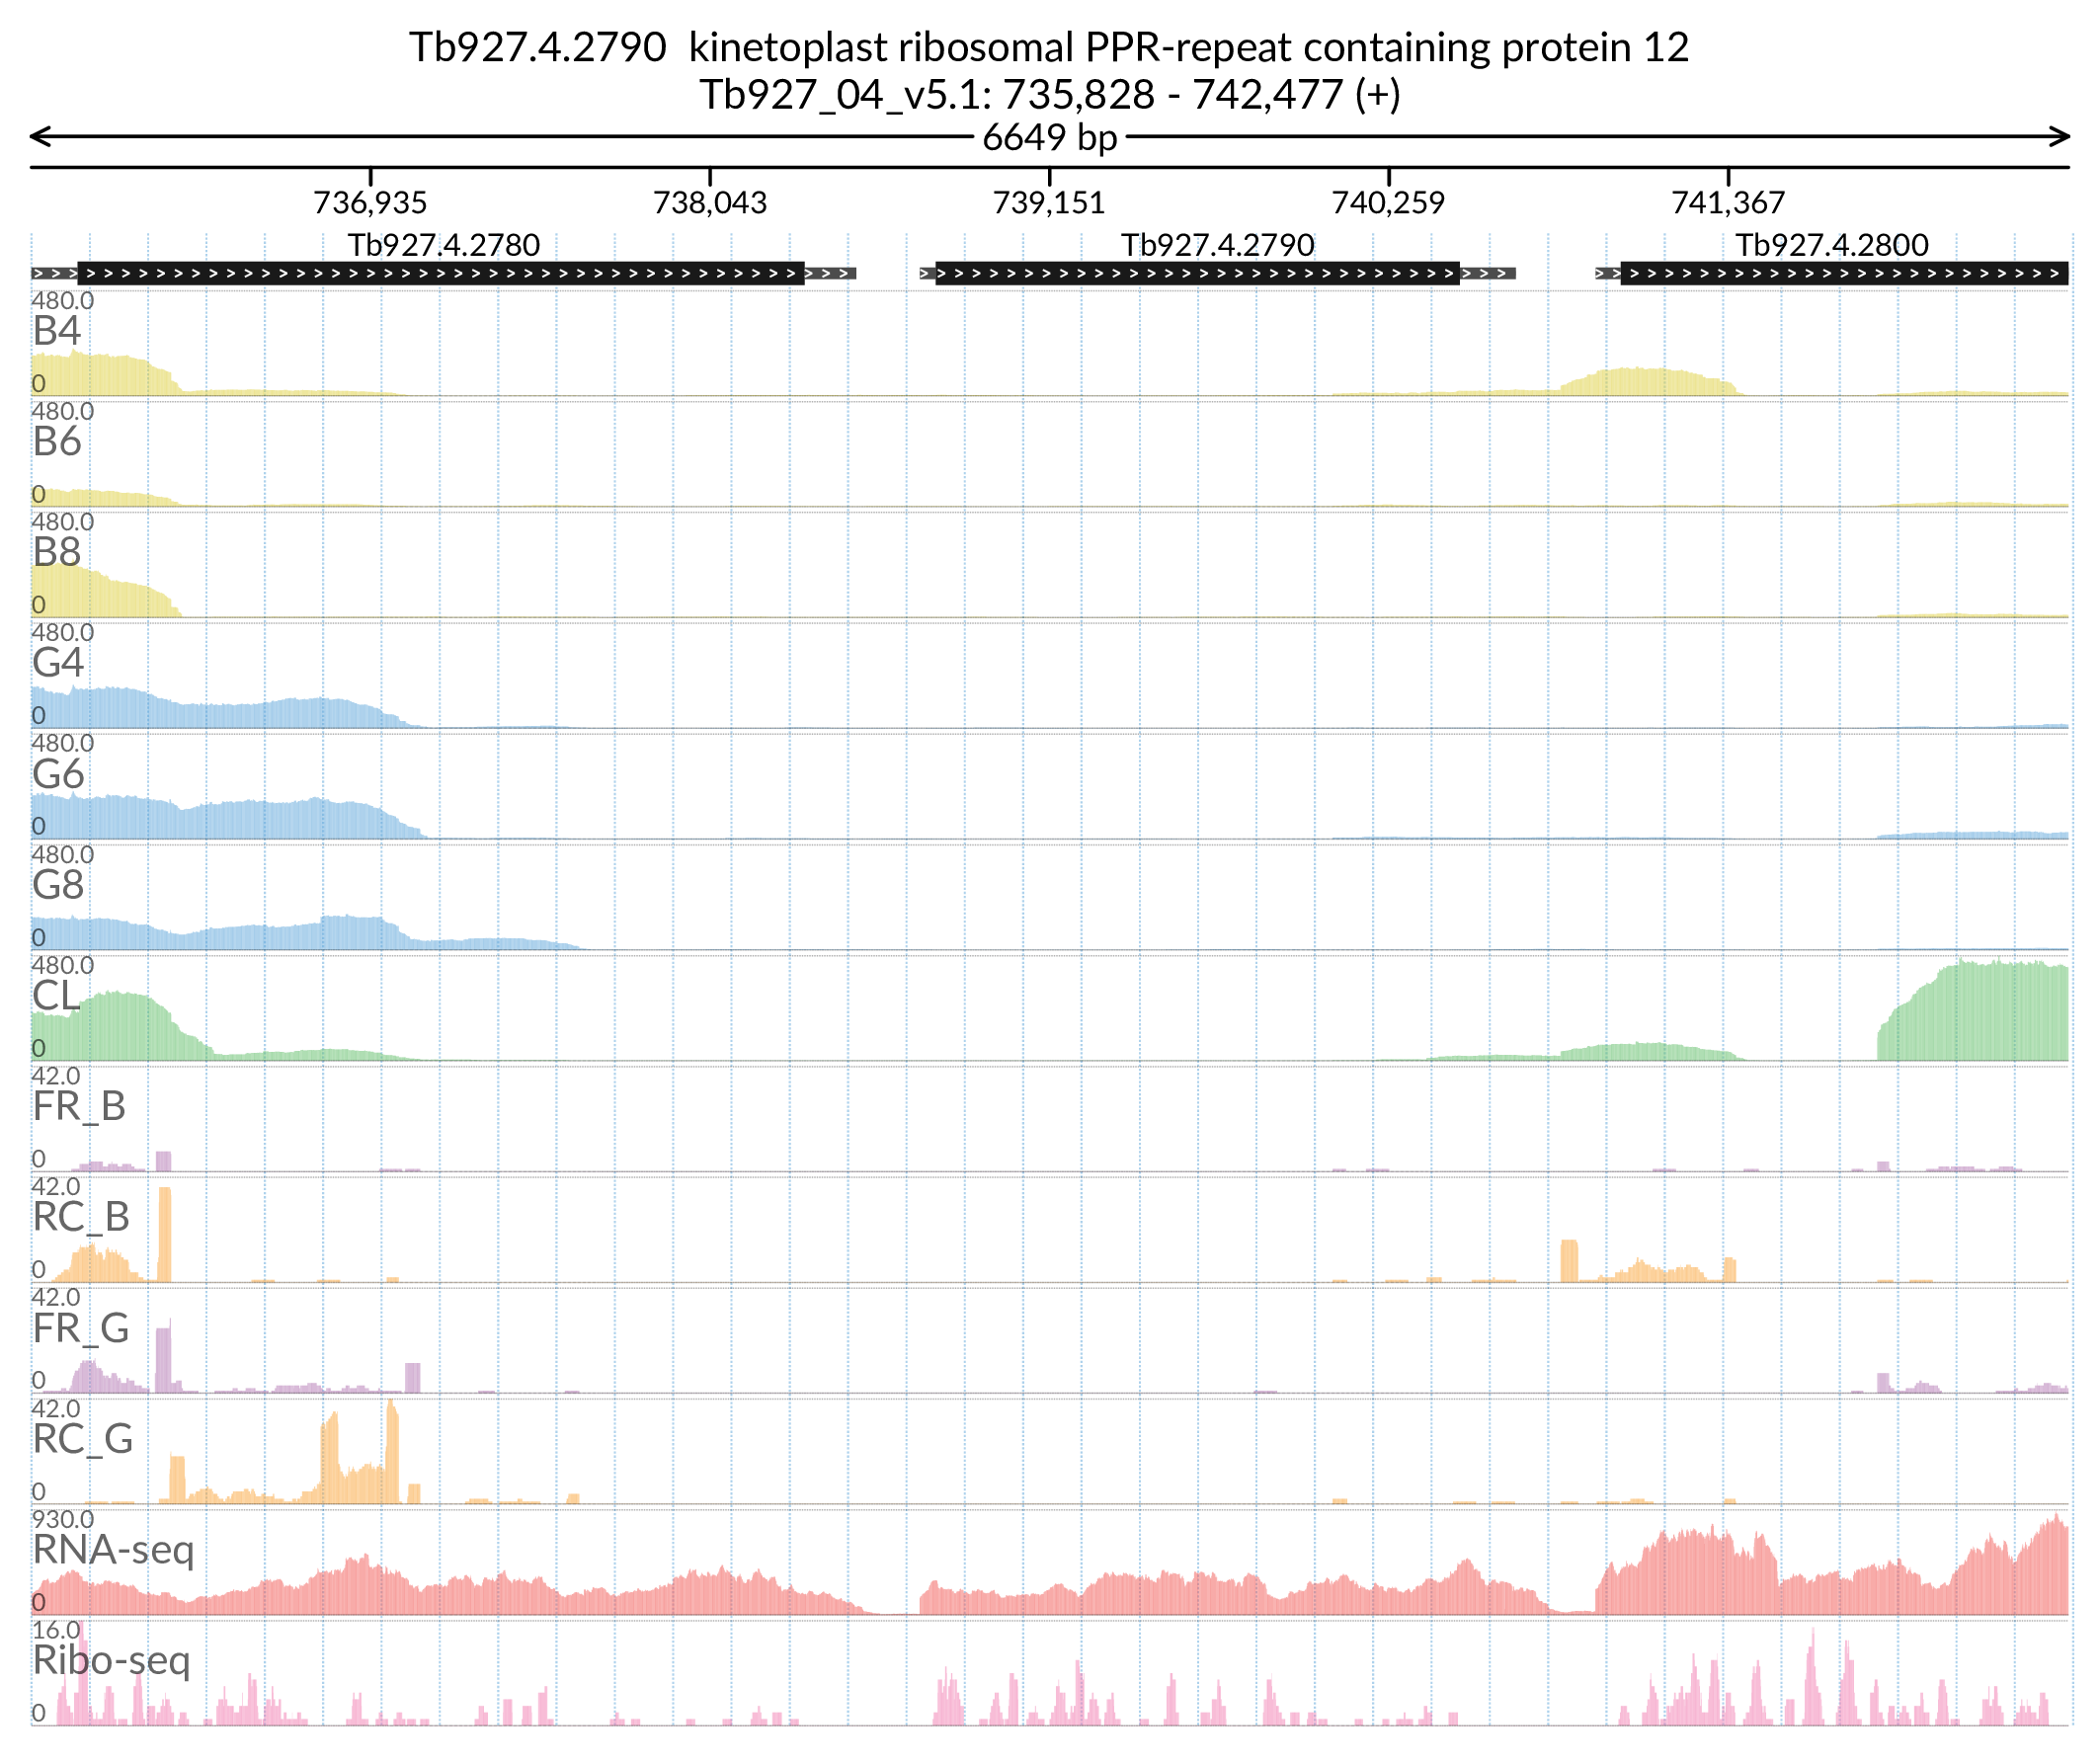 Tb927.4.2790  kinetoplast ribosomal PPR-repeat containing protein 12
Tb927_04_v5.1: 735,828 - 742,477 (+)
6649 bp
736,935 738,043 739,151 740,259 741,367
Tb927.4.2780 Tb927.4.2790 Tb927.4.2800
480.0
B4
0
480.0
B6
0
480.0
B8
0
480.0
G4
0
480.0
G6
0
480.0
G8
0
480.0
CL
0
42.0
FR_B
0
42.0
RC_B
0
42.0
FR_G
0
42.0
RC_G
0
930.0
RNA-seq
0
16.0
Ribo-seq
0